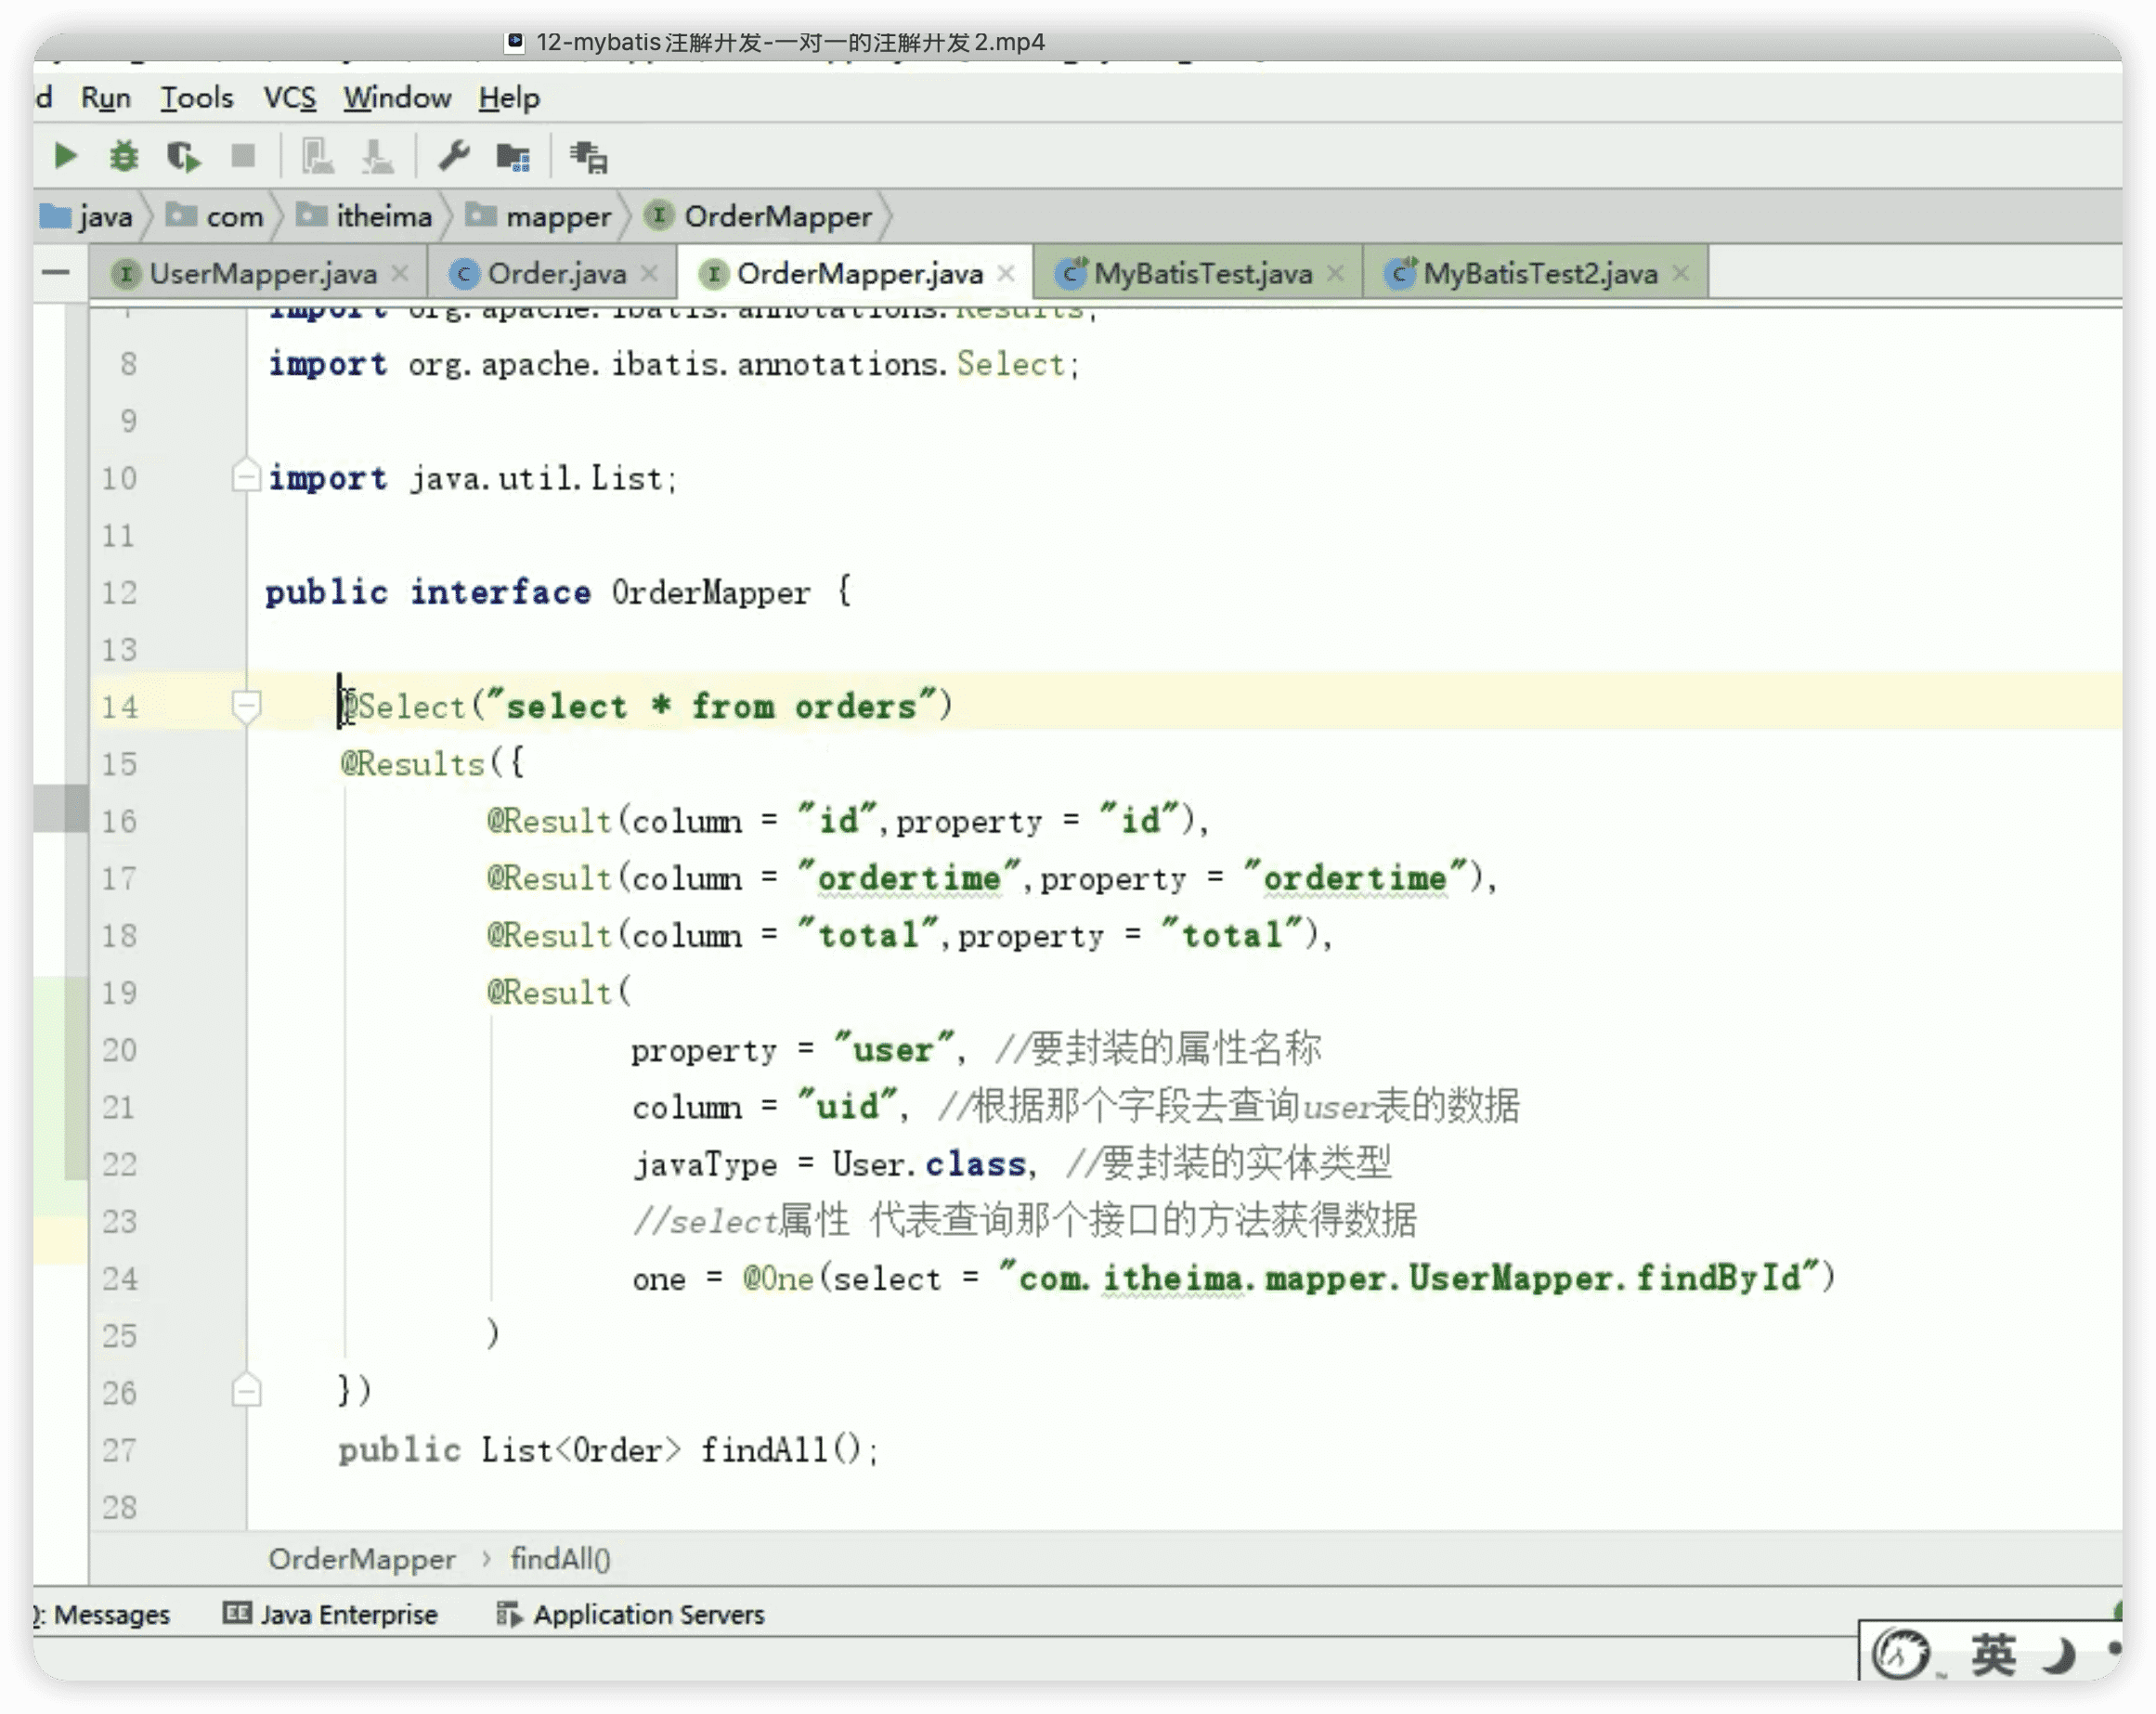 12-mybatis注解开发-一对一的注解开发2.mp4
d Run Tools VCS Window Help
java com itheima mapper OrderMapper
UserMapper.java Order.java OrderMapper.java MyBatisTest.java MyBatisTest2.java
import org.apache.ibatis.annotations.Results;
8 import org.apache.ibatis.annotations.Select;
9
10 import java.util.List;
11
12 public interface OrderMapper {
13
14 @Select("select * from orders")
15 @Results({
16 @Result(column = "id",property = "id"),
17 @Result(column = "ordertime",property = "ordertime"),
18 @Result(column = "total",property = "total"),
19 @Result(
20 property = "user", //要封装的属性名称
21 column = "uid", //根据那个字段去查询user表的数据
22 javaType = User.class, //要封装的实体类型
23 //select属性 代表查询那个接口的方法获得数据
24 one = @One(select = "com.itheima.mapper.UserMapper.findById")
25 )
26 })
27 public List<Order> findAll();
28
OrderMapper › findAll()
: Messages Java Enterprise Application Servers
英